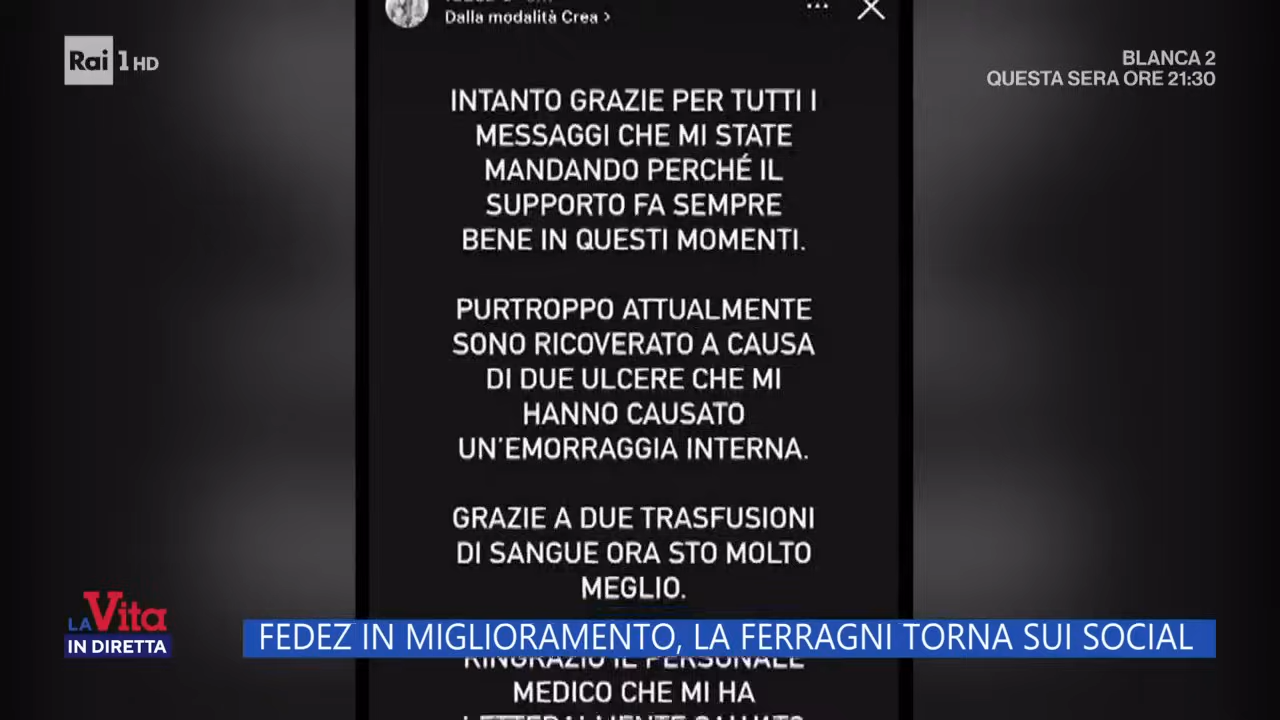 Dalla modalità Crea >
Rai 1 HD
BLANCA 2
QUESTA SERA ORE 21:30
INTANTO GRAZIE PER TUTTI I
MESSAGGI CHE MI STATE
MANDANDO PERCHÉ IL
SUPPORTO FA SEMPRE
BENE IN QUESTI MOMENTI.
PURTROPPO ATTUALMENTE
SONO RICOVERATO A CAUSA
DI DUE ULCERE CHE MI
HANNO CAUSATO
UN'EMORRAGGIA INTERNA.
GRAZIE A DUE TRASFUSIONI
DI SANGUE ORA STO MOLTO
MEGLIO.
LA Vita
IN DIRETTA
FEDEZ IN MIGLIORAMENTO, LA FERRAGNI TORNA SUI SOCIAL
RINGRAZIO IL PERSONALE
MEDICO CHE MI HA